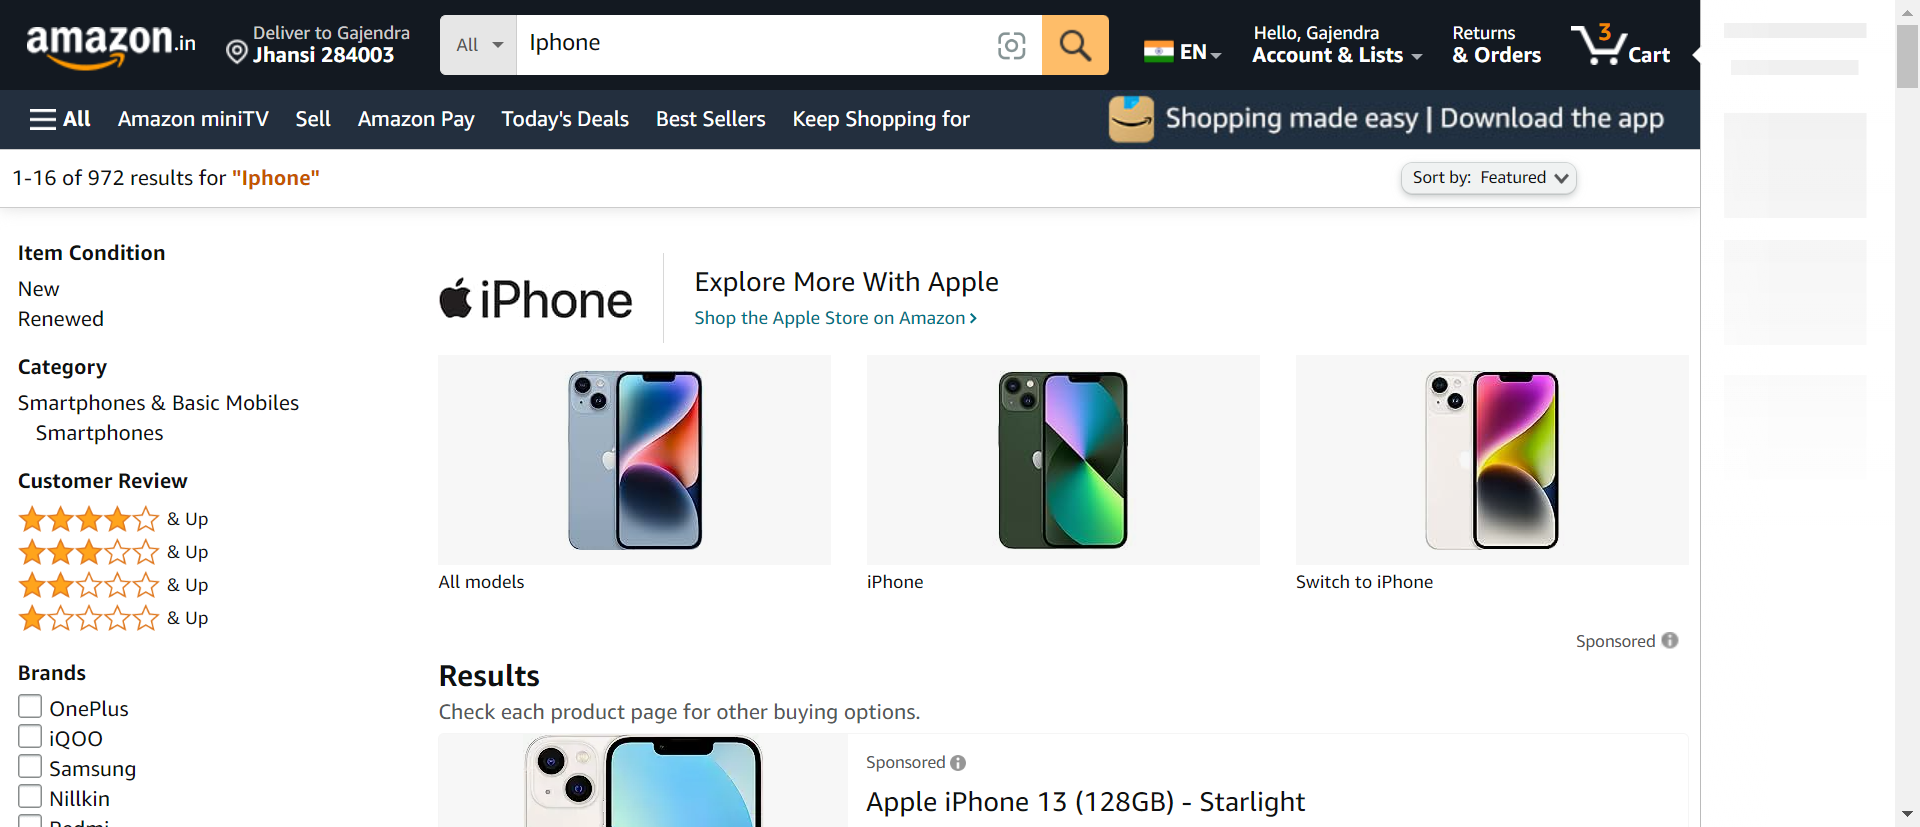 amazon.in
Deliver to Gajendra
Jhansi 284003
All
Iphone
EN
Hello, Gajendra
Account & Lists
Returns
& Orders
3
Cart
All
Amazon miniTV
Sell
Amazon Pay
Today's Deals
Best Sellers
Keep Shopping for
Shopping made easy | Download the app
1-16 of 972 results for "Iphone"
Sort by: Featured
Item Condition
New
Renewed
Category
Smartphones & Basic Mobiles
Smartphones
Customer Review
& Up
& Up
& Up
& Up
Brands
OnePlus
iQOO
Samsung
Nillkin
Redmi
iPhone
Explore More With Apple
Shop the Apple Store on Amazon
All models
iPhone
Switch to iPhone
Sponsored
Results
Check each product page for other buying options.
Sponsored
Apple iPhone 13 (128GB) - Starlight